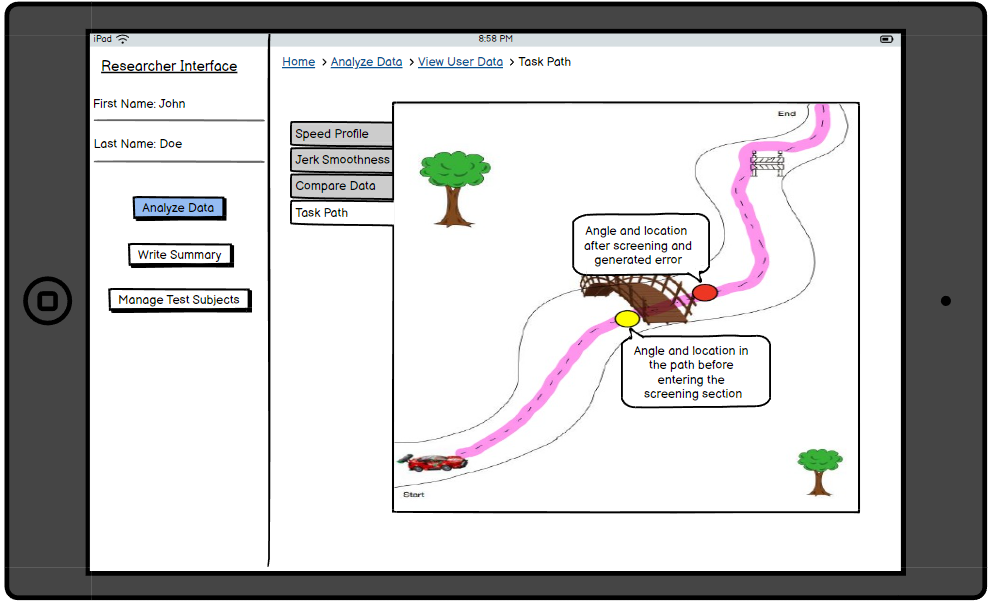 iPad
8:58 PM
Researcher Interface
First Name: John
Last Name: Doe
Analyze Data
Write Summary
Manage Test Subjects
Home > Analyze Data > View User Data > Task Path
Speed Profile
Jerk Smoothness
Compare Data
Task Path
End
Angle and location
after screening and
generated error
Angle and location in
the path before
entering the
screening section
Start